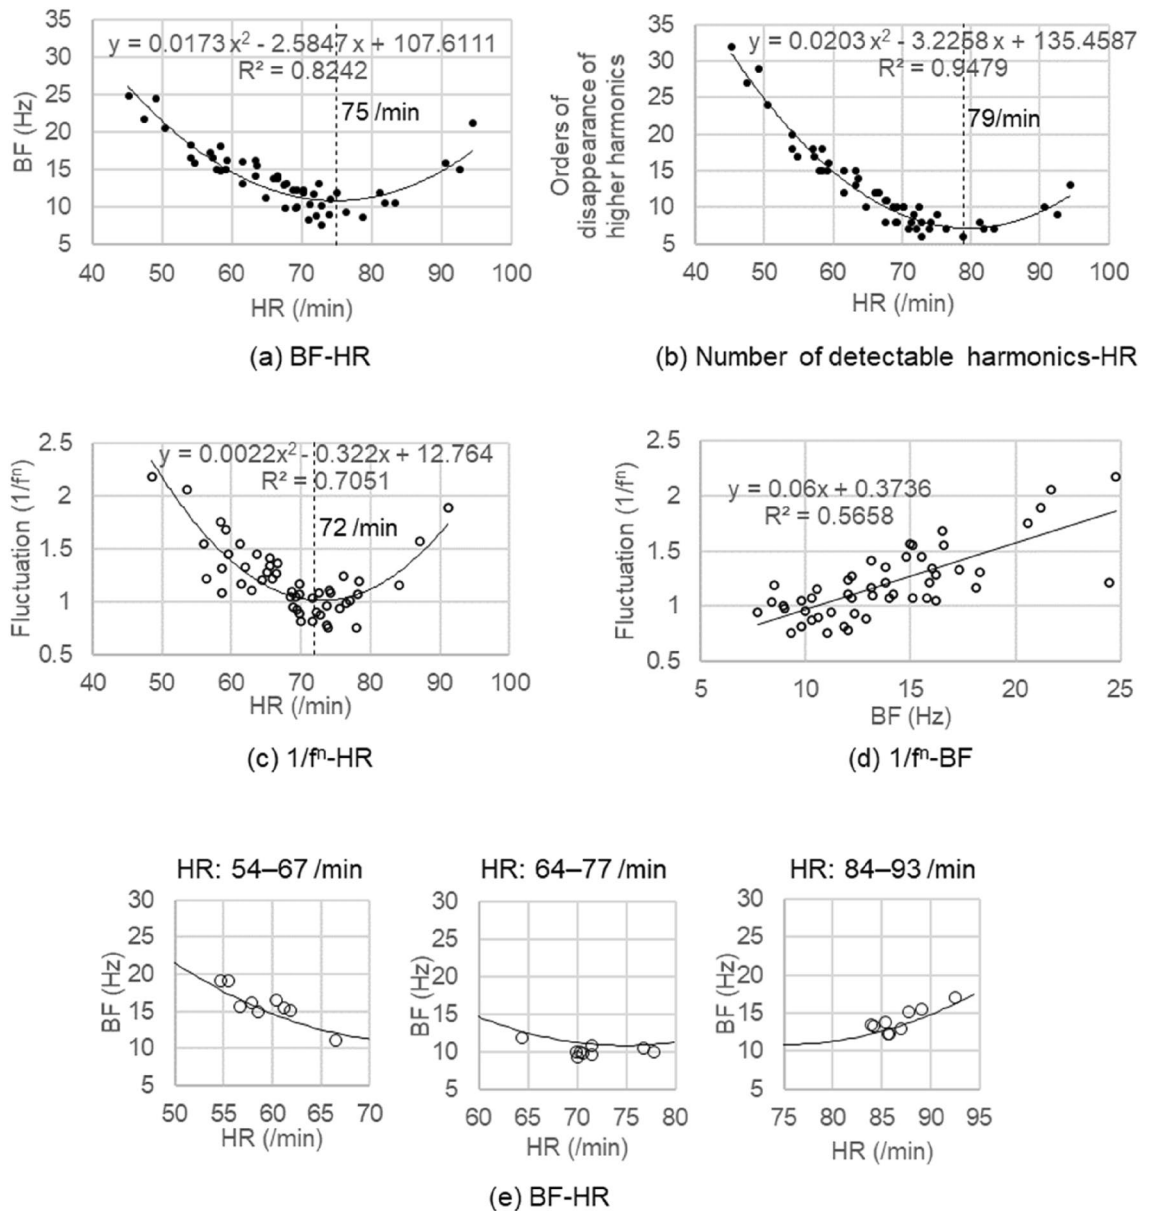 35
30
25
20
15
10
5
BF (Hz)
y = 0.0173 x² - 2.5847 x + 107.6111
R² = 0.8242
75 /min
40 50 60 70 80 90 100
HR (/min)
(a) BF-HR
35
30
25
20
15
10
5
Orders of
disappearance of
higher harmonics
y = 0.0203 x² - 3.2258 x + 135.4587
R² = 0.9479
79/min
40 50 60 70 80 90 100
HR (/min)
(b) Number of detectable harmonics-HR
2.5
2
1.5
1
0.5
Fluctuation (1/fⁿ)
y = 0.0022x² - 0.322x + 12.764
R² = 0.7051
72 /min
40 50 60 70 80 90 100
HR (/min)
(c) 1/fⁿ-HR
2.5
2
1.5
1
0.5
Fluctuation (1/fⁿ)
y = 0.06x + 0.3736
R² = 0.5658
5 10 15 20 25
BF (Hz)
(d) 1/fⁿ-BF
HR: 54–67 /min
30
25
20
15
10
5
BF (Hz)
50 55 60 65 70
HR (/min)
HR: 64–77 /min
30
25
20
15
10
5
BF (Hz)
60 65 70 75 80
HR (/min)
HR: 84–93 /min
30
25
20
15
10
5
BF (Hz)
75 80 85 90 95
HR (/min)
(e) BF-HR